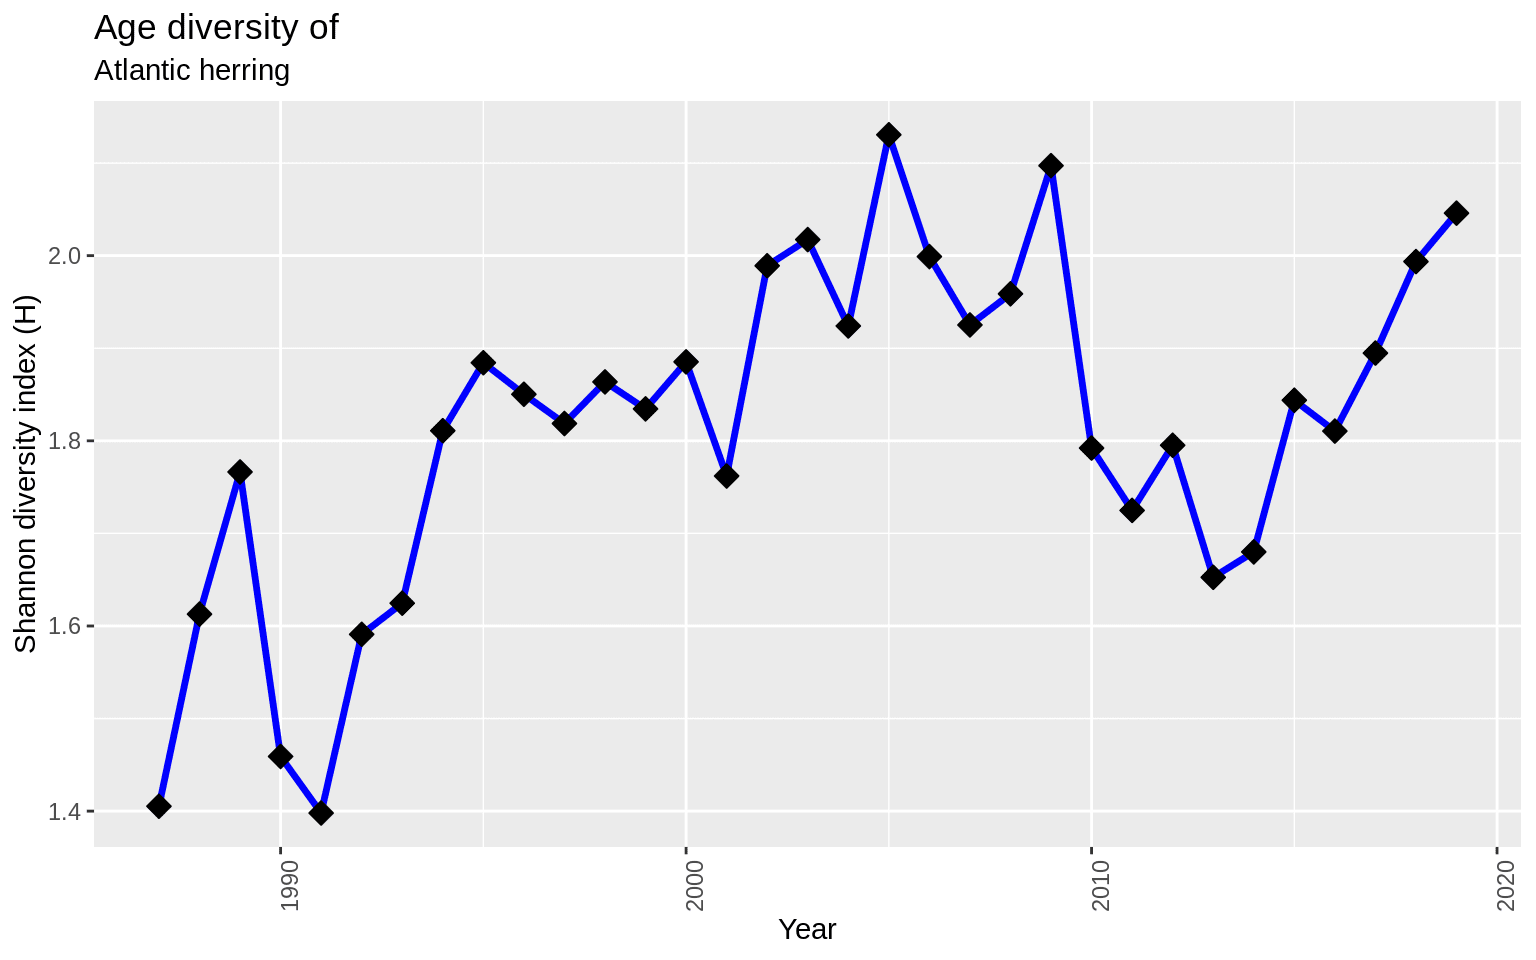 Age diversity of
Atlantic herring
Shannon diversity index (H)
2.0
1.8
1.6
1.4
1990
2000
2010
2020
Year